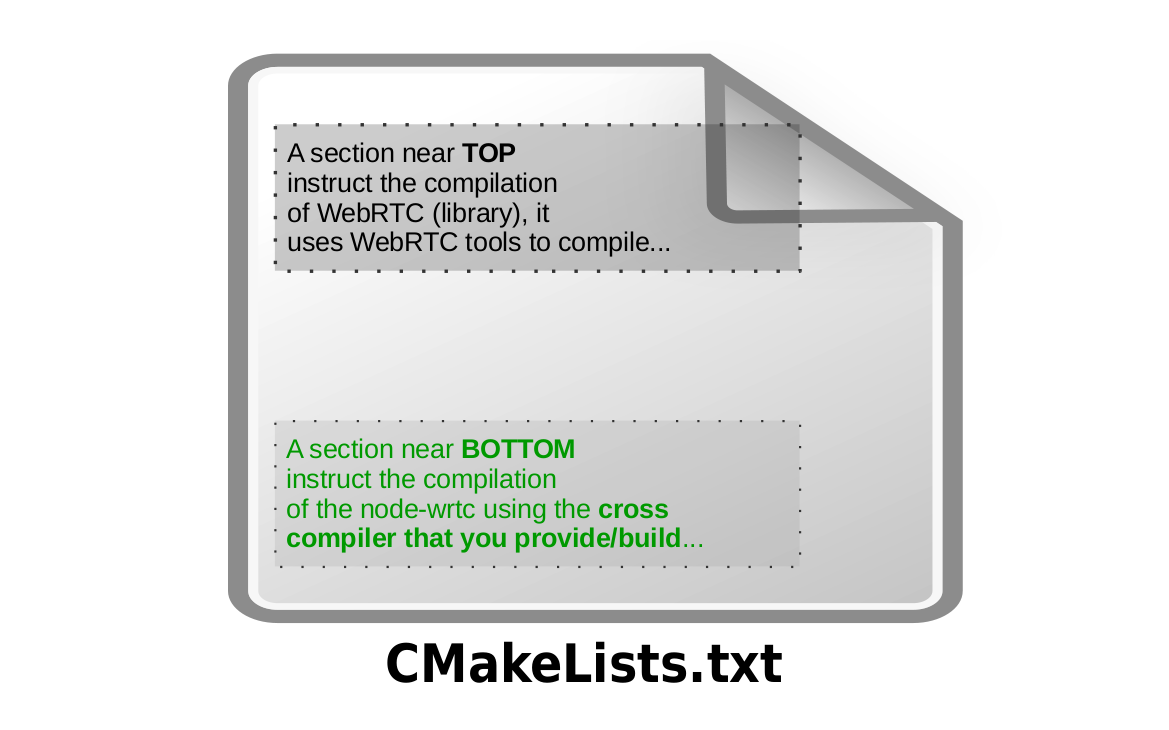 A section near TOP
instruct the compilation
of WebRTC (library), it
uses WebRTC tools to compile...
A section near BOTTOM
instruct the compilation
of the node-wrtc using the cross
compiler that you provide/build...
CMakeLists.txt